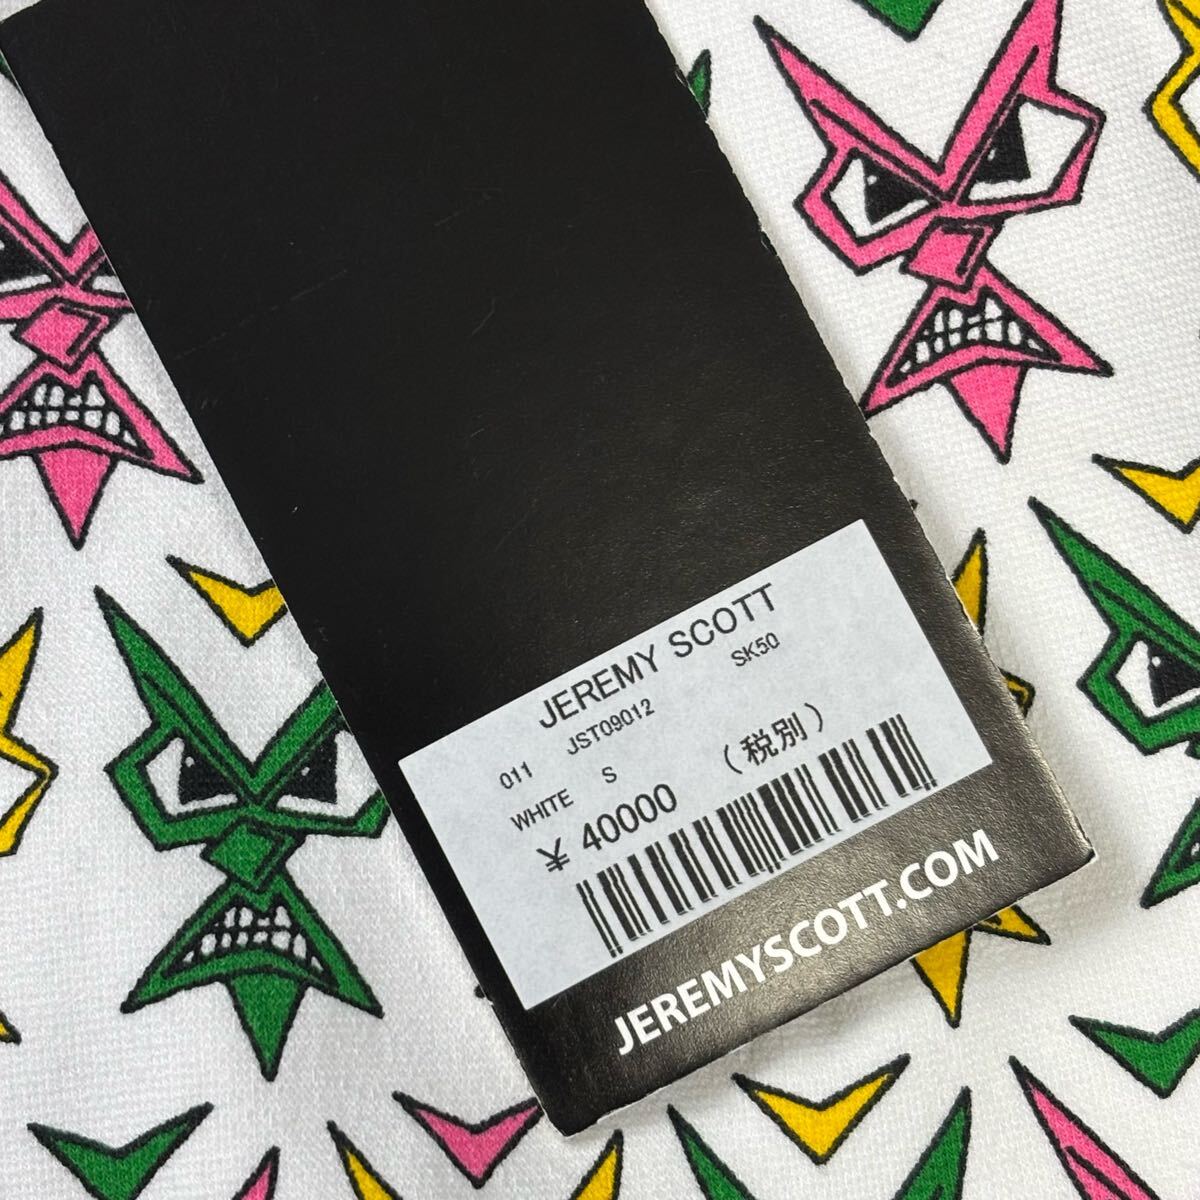 JEREMY SCOTT
011 JST09012 SK50
WHITE S
¥ 40000 (税別)
JEREMYSCOTT.COM